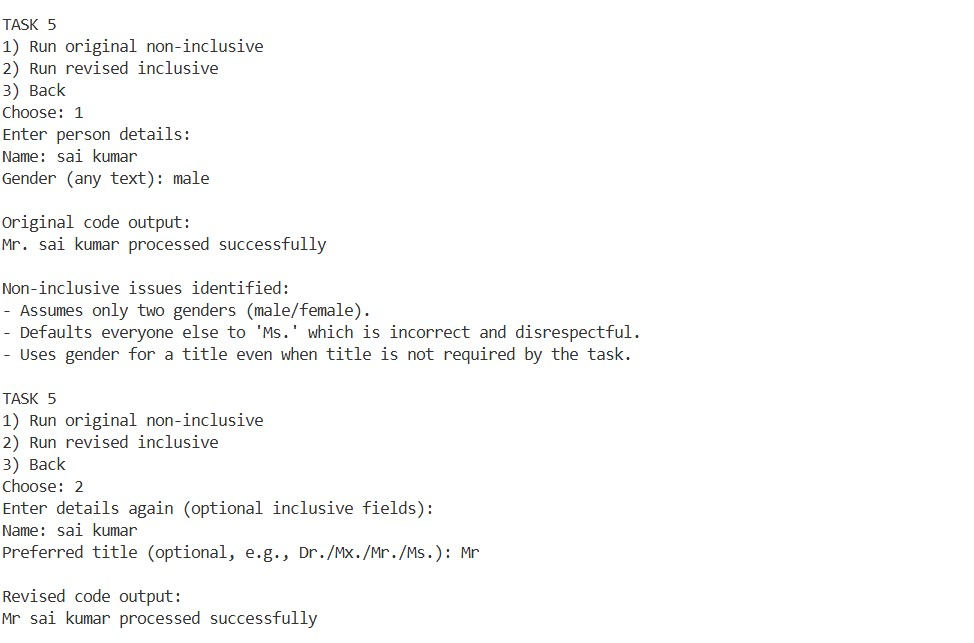 TASK 5
1) Run original non-inclusive
2) Run revised inclusive
3) Back
Choose: 1
Enter person details:
Name: sai kumar
Gender (any text): male
Original code output:
Mr. sai kumar processed successfully
Non-inclusive issues identified:
- Assumes only two genders (male/female).
- Defaults everyone else to 'Ms.' which is incorrect and disrespectful.
- Uses gender for a title even when title is not required by the task.
TASK 5
1) Run original non-inclusive
2) Run revised inclusive
3) Back
Choose: 2
Enter details again (optional inclusive fields):
Name: sai kumar
Preferred title (optional, e.g., Dr./Mx./Mr./Ms.): Mr
Revised code output:
Mr sai kumar processed successfully